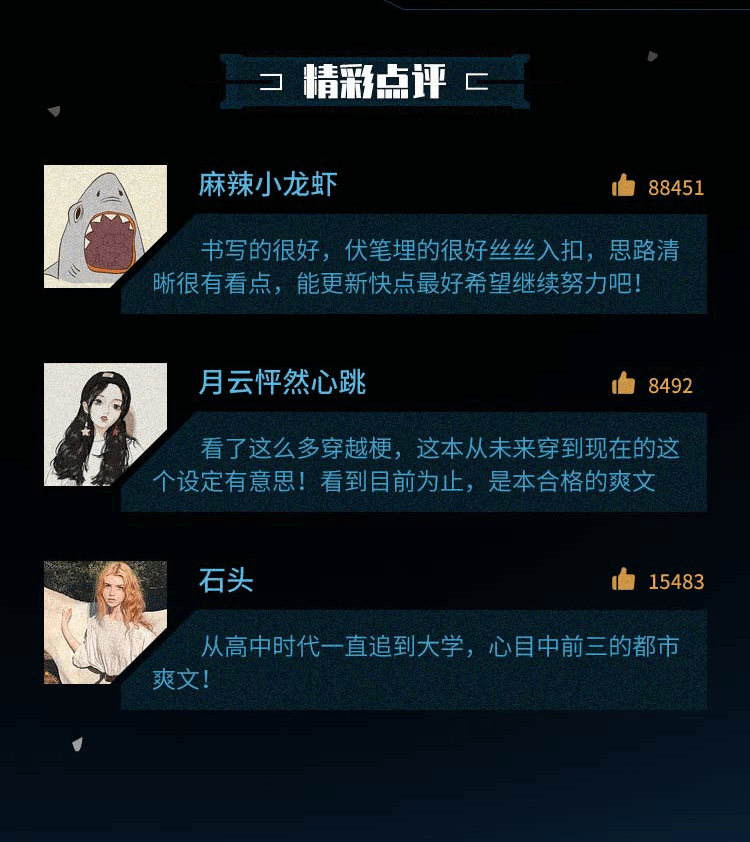 精彩点评
麻辣小龙虾
88451
书写的很好，伏笔埋的很好丝丝入扣，思路清
晰很有看点，能更新快点最好希望继续努力吧！
月云怦然心跳
8492
看了这么多穿越梗，这本从未来穿到现在的这
个设定有意思！看到目前为止，是本合格的爽文
石头
15483
从高中时代一直追到大学，心目中前三的都市
爽文！